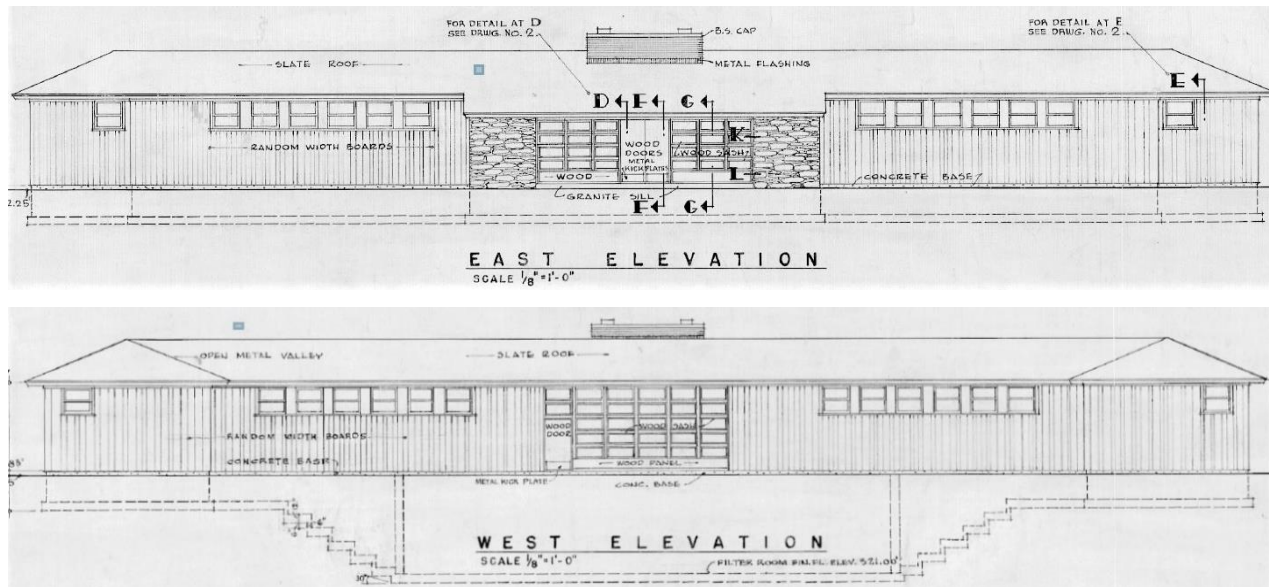 FOR DETAIL AT D
SEE DRWG. NO. 2.
B.S. CAP
FOR DETAIL AT E
SEE DRWG. NO. 2.
SLATE ROOF
METAL FLASHING
D F G
E
K
RANDOM WIDTH BOARDS
WOOD
DOORS
METAL
KICKPLATES
WOOD SASH
WOOD
L
CONCRETE BASE
GRANITE SILL
F G
2.25
EAST ELEVATION
SCALE 1/8" = 1'-0"
OPEN METAL VALLEY
SLATE ROOF
WOOD
DOOR
WOOD SASH
RANDOM WIDTH BOARDS
CONCRETE BASE
WOOD PANEL
METAL KICK PLATE
CONC. BASE
WEST ELEVATION
SCALE 1/8" = 1'-0"
FILTER ROOM FIN. FL. ELEV. 521.00'